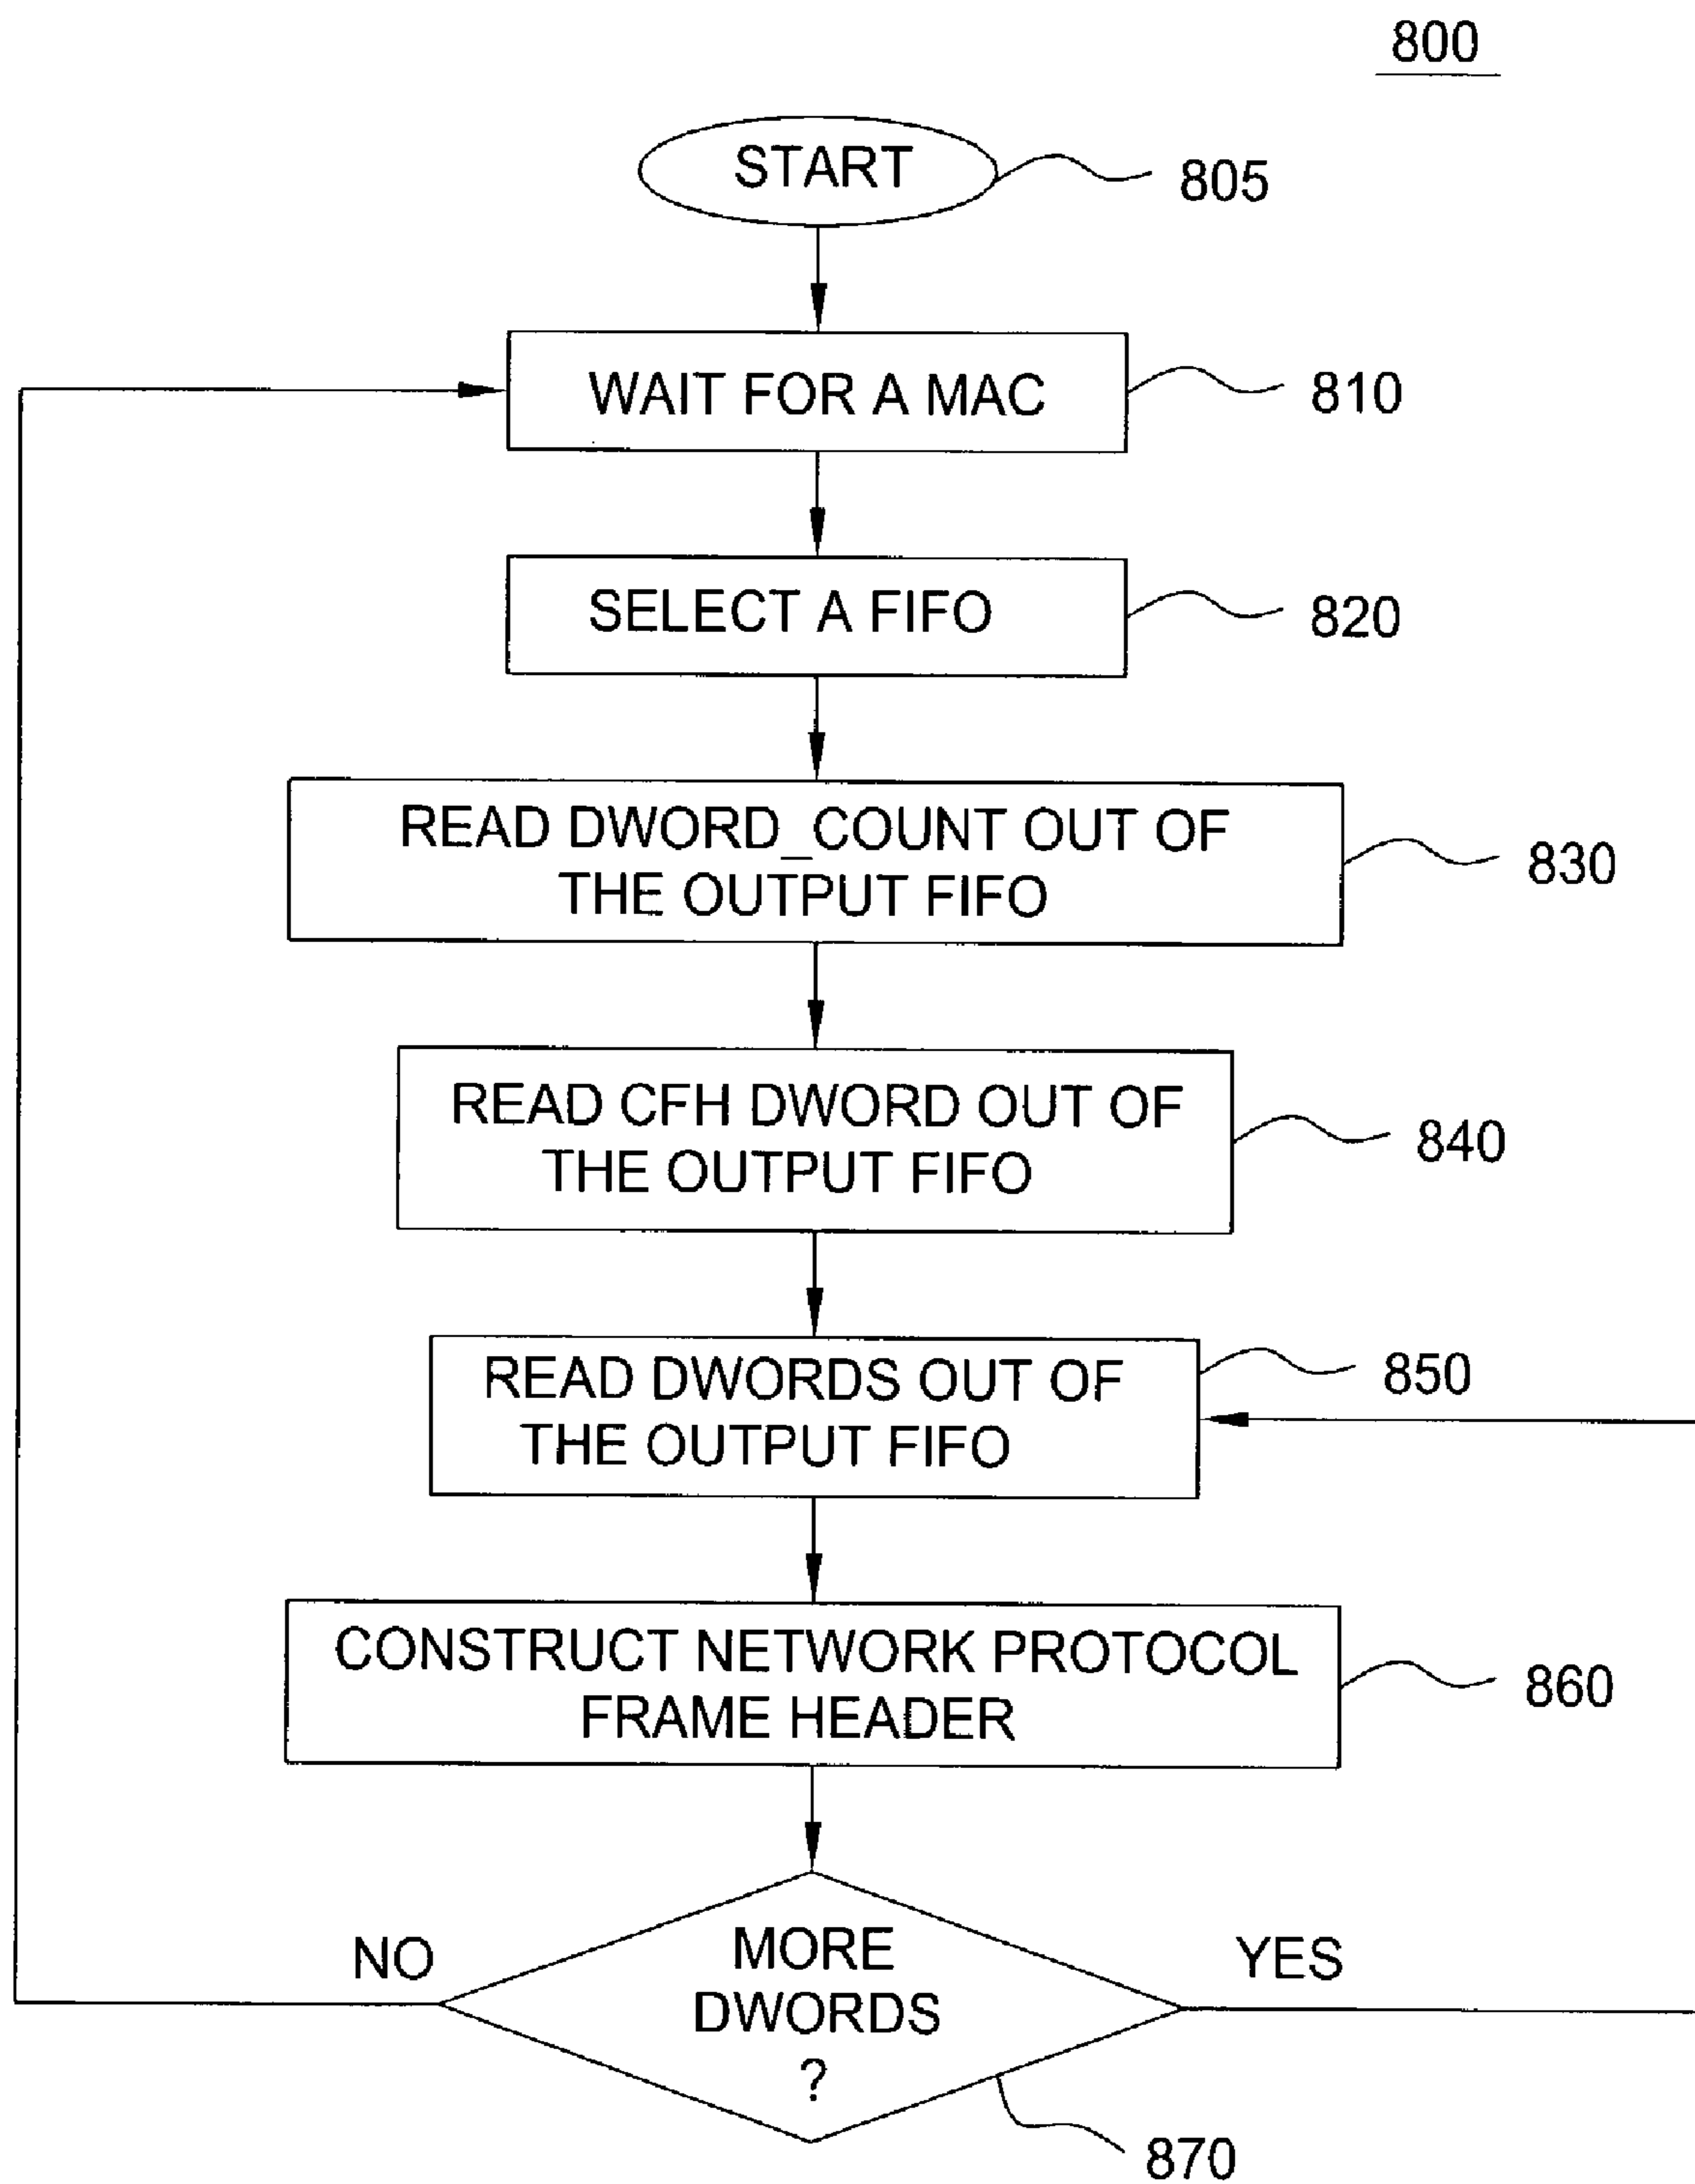 800
START
805
WAIT FOR A MAC
810
SELECT A FIFO
820
READ DWORD_COUNT OUT OF
THE OUTPUT FIFO
830
READ CFH DWORD OUT OF
THE OUTPUT FIFO
840
READ DWORDS OUT OF
THE OUTPUT FIFO
850
CONSTRUCT NETWORK PROTOCOL
FRAME HEADER
860
NO
MORE
DWORDS
?
YES
870